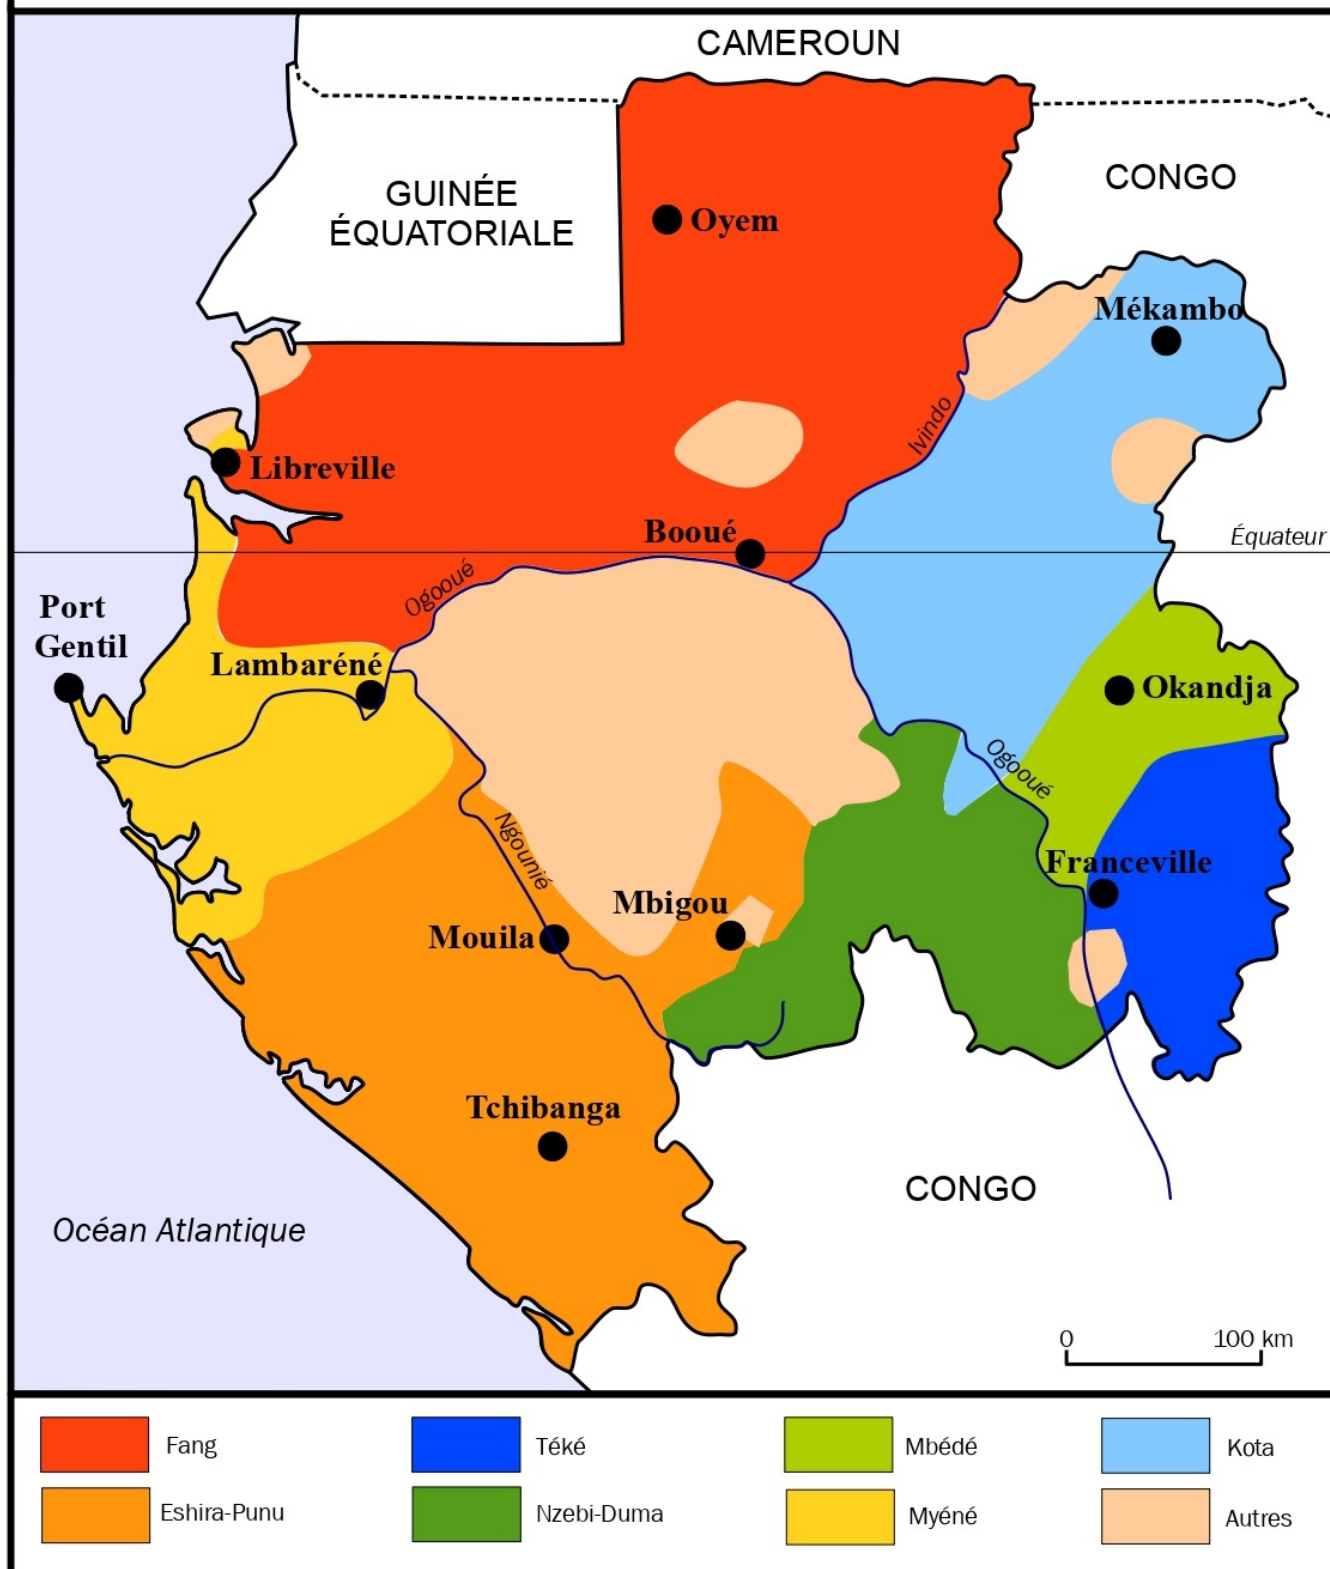 CAMEROUN
CONGO
GUINÉE
ÉQUATORIALE
Oyem
Mékambo
Ivindo
Libreville
Booué
Équateur
Ogooué
Port
Gentil
Lambaréné
Okandja
Ogooué
Ngounié
Franceville
Mbigou
Mouila
Tchibanga
CONGO
Océan Atlantique
0 100 km
Fang
Téké
Mbédé
Kota
Eshira-Punu
Nzebi-Duma
Myéné
Autres